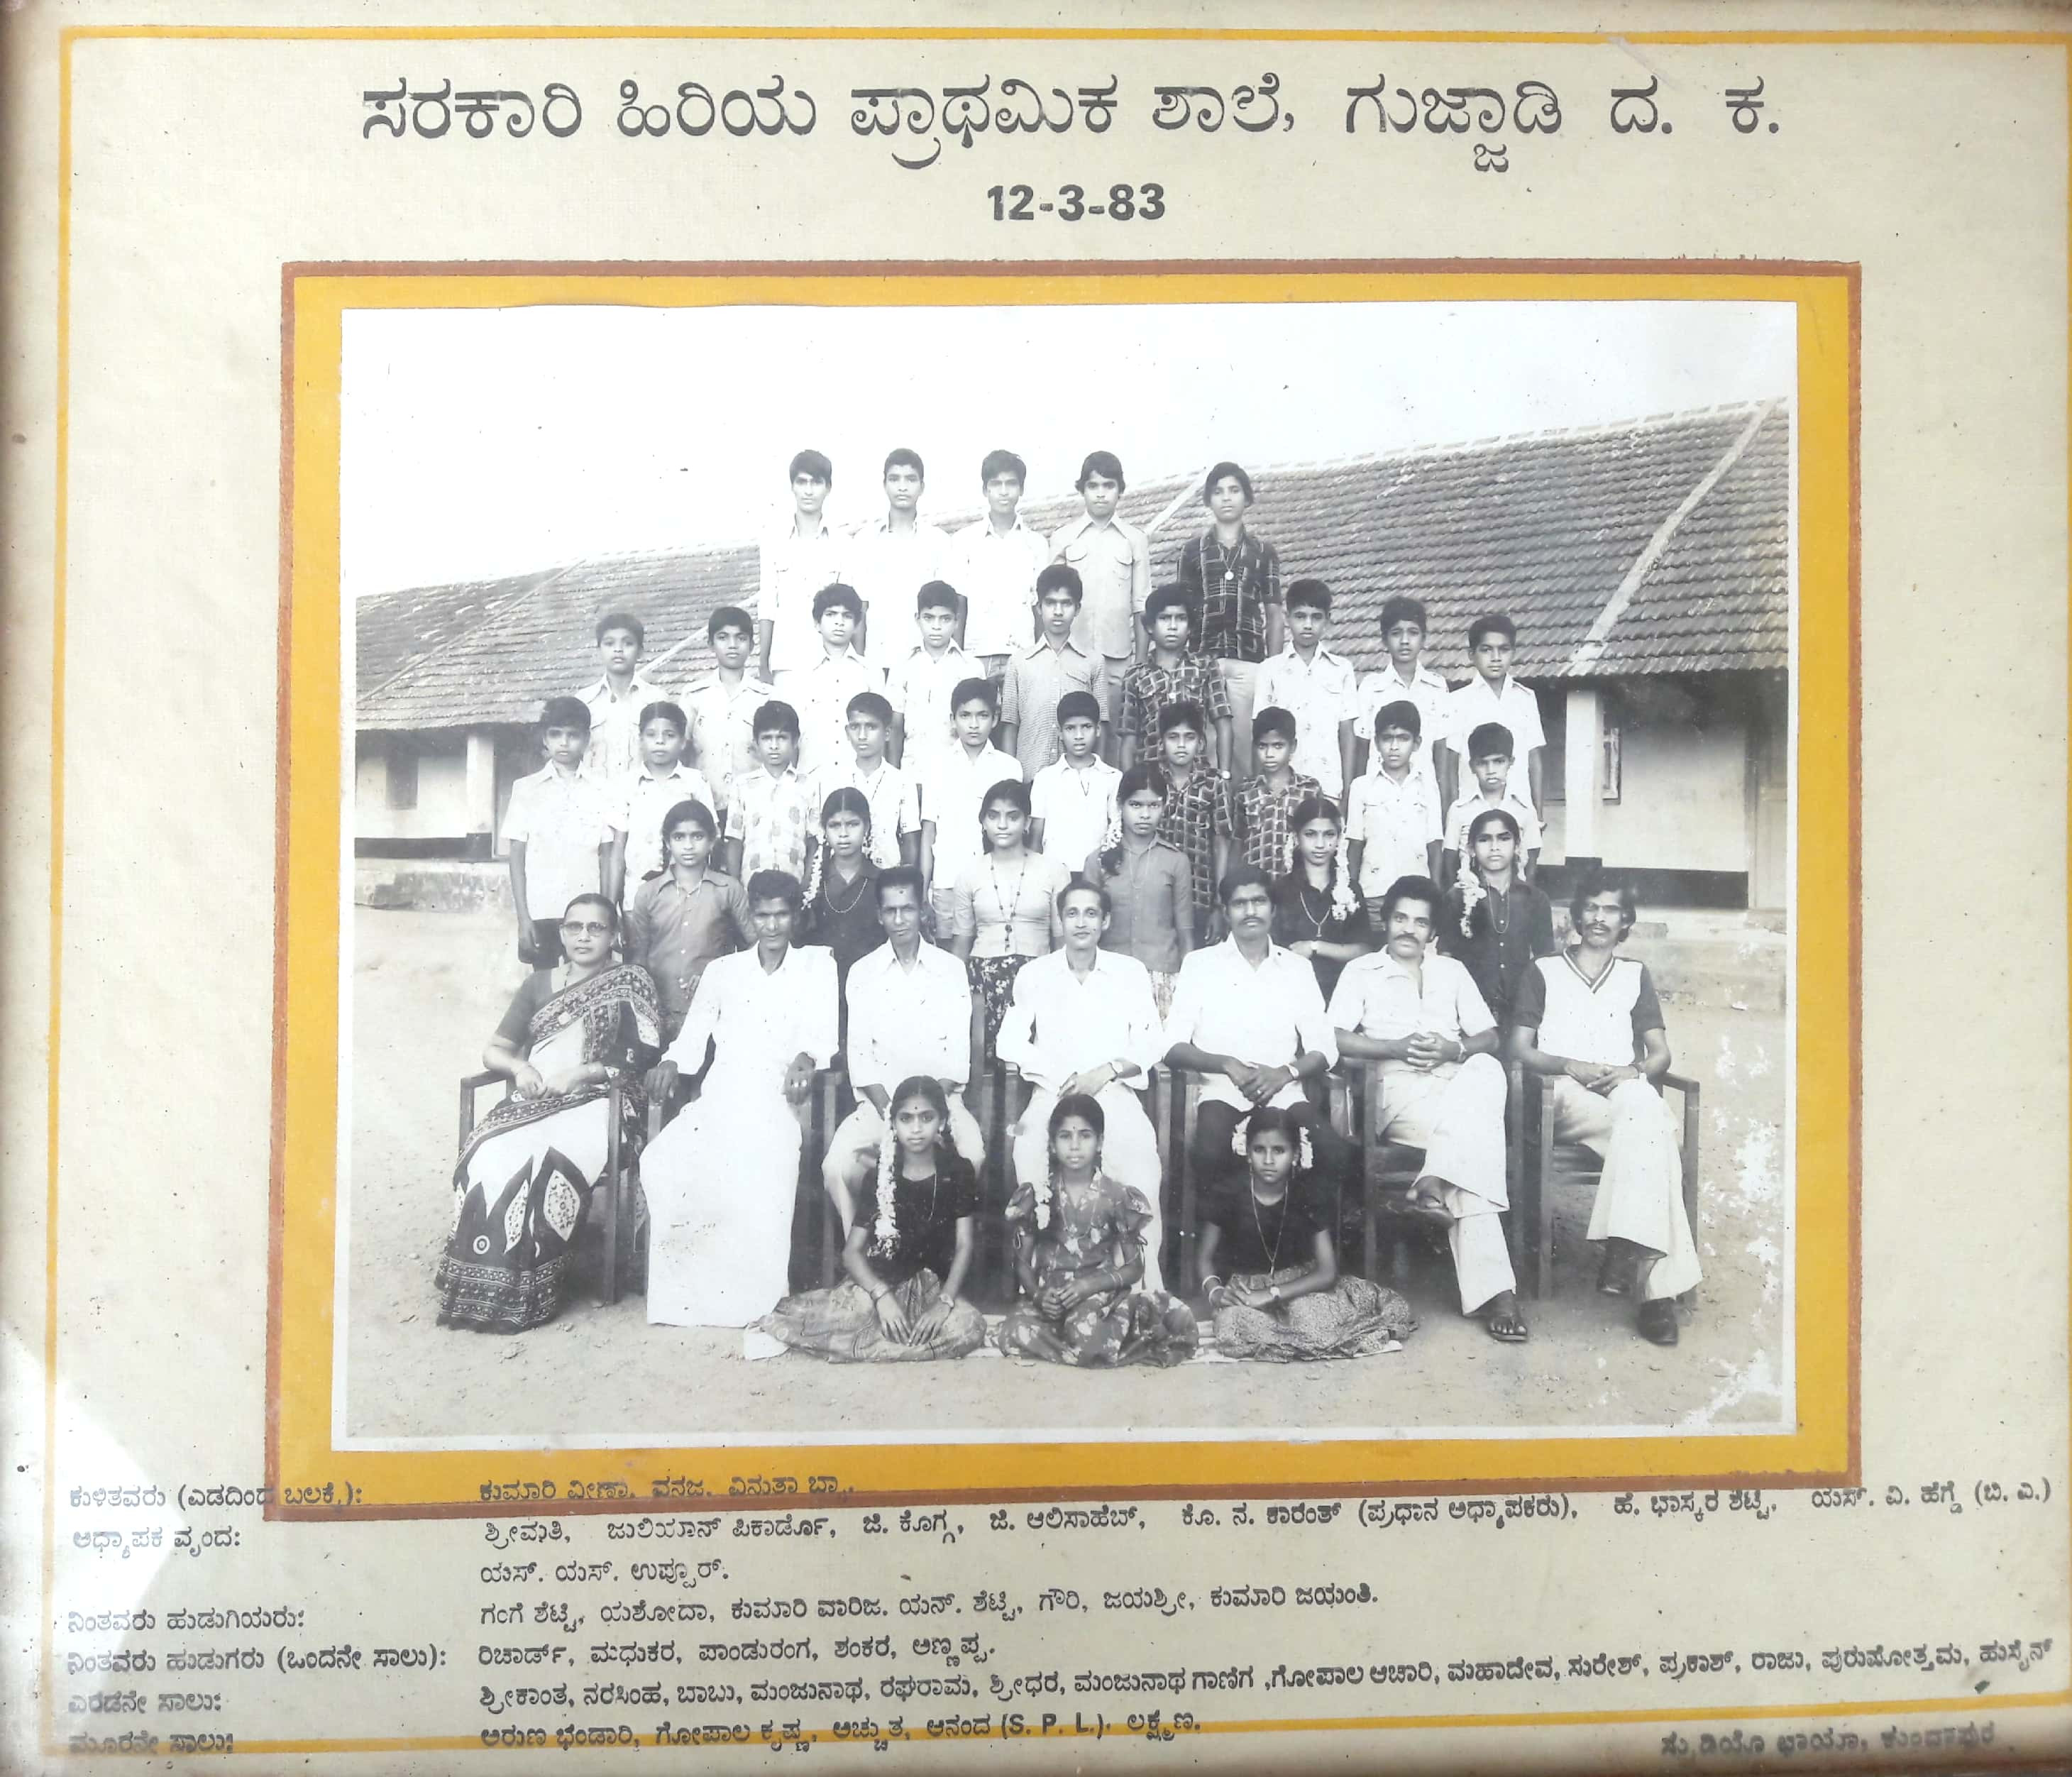 ಸರಕಾರಿ ಹಿರಿಯ ಪ್ರಾಥಮಿಕ ಶಾಲೆ, ಗುಜ್ಜಾಡಿ ದ. ಕ.
12-3-83
ಕುಳಿತವರು (ಎಡದಿಂದ ಬಲಕ್ಕೆ): ಕುಮಾರಿ ವೀಣಾ, ವನಜ, ವಿನುತಾ ಬಾೖ.
ಅಧ್ಯಾಪಕ ವೃಂದ: ಶ್ರೀಮತಿ, ಜುಲಿಯಾನ್ ಪಿಕಾರ್ಡೊ, ಜಿ. ಕೊಗ್ಗ, ಜಿ. ಆಲಿಸಾಹೆಬ್, ಕೊ. ನ. ಕಾರಂತ್ (ಪ್ರಧಾನ ಅಧ್ಯಾಪಕರು), ಹೆ. ಭಾಸ್ಕರ ಶೆಟ್ಟಿ, ಯಸ್. ವಿ. ಹೆಗ್ಡೆ (ಬಿ. ಎ.)
ಯಸ್. ಯಸ್. ಉಪ್ಪೂರ್.
ನಿಂತವರು ಹುಡುಗಿಯರು: ಗಂಗೆ ಶೆಟ್ಟಿ, ಯಶೋದಾ, ಕುಮಾರಿ ವಾರಿಜ. ಯನ್. ಶೆಟ್ಟಿ, ಗೌರಿ, ಜಯಶ್ರೀ, ಕುಮಾರಿ ಜಯಂತಿ.
ನಿಂತವರು ಹುಡುಗರು (ಒಂದನೇ ಸಾಲು): ರಿಚಾರ್ಡ್, ಮಧುಕರ, ಪಾಂಡುರಂಗ, ಶಂಕರ, ಅಣ್ಣಪ್ಪ.
ಎರಡನೇ ಸಾಲು: ಶ್ರೀಕಾಂತ, ನರಸಿಂಹ, ಬಾಬು, ಮಂಜುನಾಥ, ರಘರಾಮ, ಶ್ರೀಧರ, ಮಂಜುನಾಥ ಗಾಣಿಗ ,ಗೋಪಾಲ ಆಚಾರಿ, ಮಹಾದೇವ, ಸುರೇಶ್, ಪ್ರಕಾಶ್, ರಾಜು, ಪುರುಷೋತ್ತಮ, ಹುಸೈನ್
ಮೂರನೇ ಸಾಲು: ಅರುಣ ಭಂಡಾರಿ, ಗೋಪಾಲ ಕೃಷ್ಣ, ಅಚ್ಚುತ, ಆನಂದ (S. P. L.). ಲಕ್ಷ್ಮಣ.
ಸ್ಟುಡಿಯೊ ಛಾಯಾ, ಕುಂದಾಪುರ